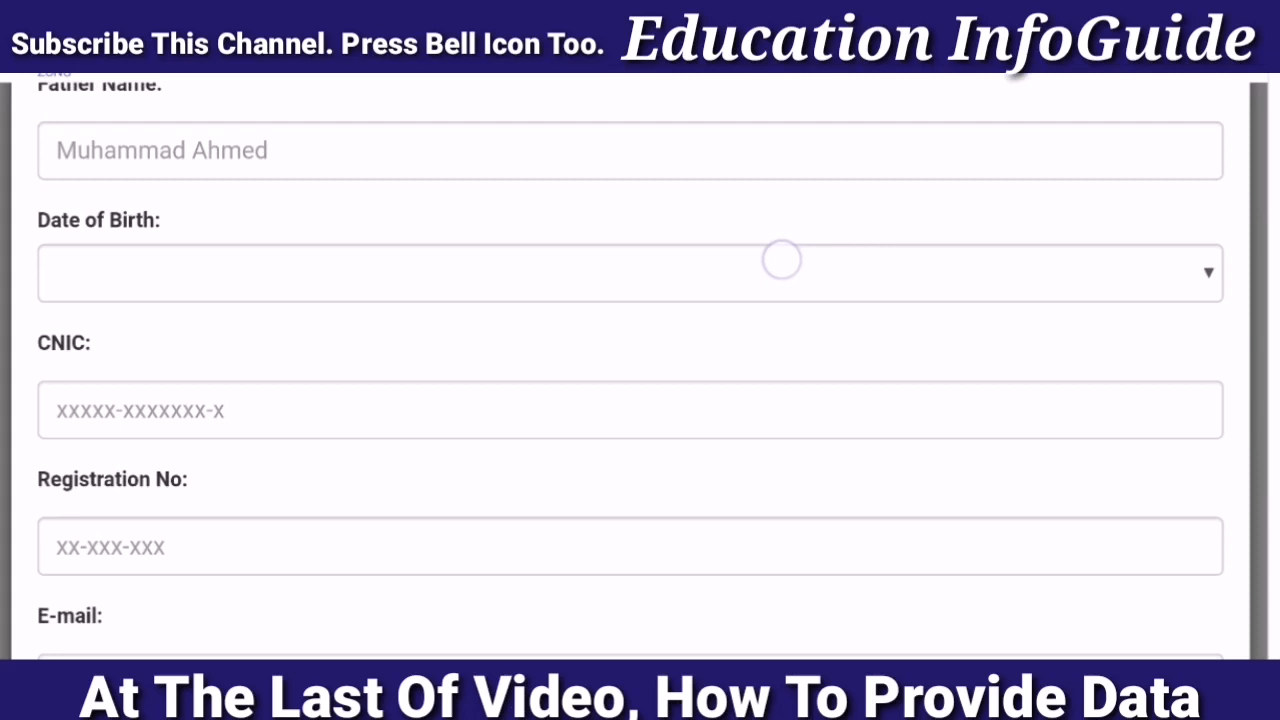 Subscribe This Channel. Press Bell Icon Too. Education InfoGuide
Father Name:
Muhammad Ahmed
Date of Birth:
CNIC:
xxxxx-xxxxxxx-x
Registration No:
xx-xxx-xxx
E-mail:
At The Last Of Video, How To Provide Data